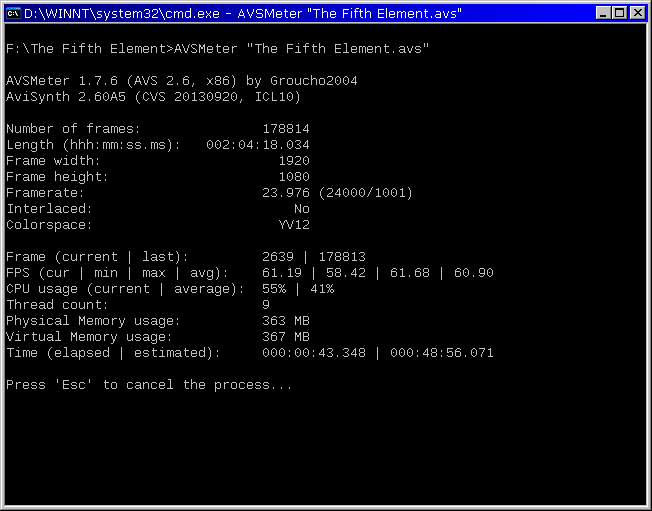 D:\WINNT\system32\cmd.exe - AVSMeter "The Fifth Element.avs"
F:\The Fifth Element>AVSMeter "The Fifth Element.avs"
AVSMeter 1.7.6 (AVS 2.6, x86) by Groucho2004
AviSynth 2.60A5 (CVS 20130920, ICL10)
Number of frames: 178814
Length (hhh:mm:ss.ms): 002:04:18.034
Frame width: 1920
Frame height: 1080
Framerate: 23.976 (24000/1001)
Interlaced: No
Colorspace: YV12
Frame (current | last): 2639 | 178813
FPS (cur | min | max | avg): 61.19 | 58.42 | 61.68 | 60.90
CPU usage (current | average): 55% | 41%
Thread count: 9
Physical Memory usage: 363 MB
Virtual Memory usage: 367 MB
Time (elapsed | estimated): 000:00:43.348 | 000:48:56.071
Press 'Esc' to cancel the process...